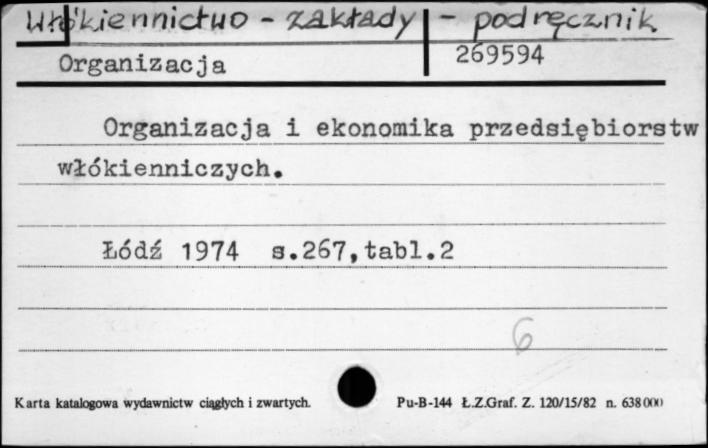 Włókiennictwo - zakłady - podręcznik
Organizacja 269594
Organizacja i ekonomika przedsiębiorstw
włókienniczych.
Łódź 1974 s.267,tabl.2
6
Karta katalogowa wydawnictw ciągłych i zwartych. Pu-B-144 Ł.Z.Graf. Z. 120/15/82 n. 638000